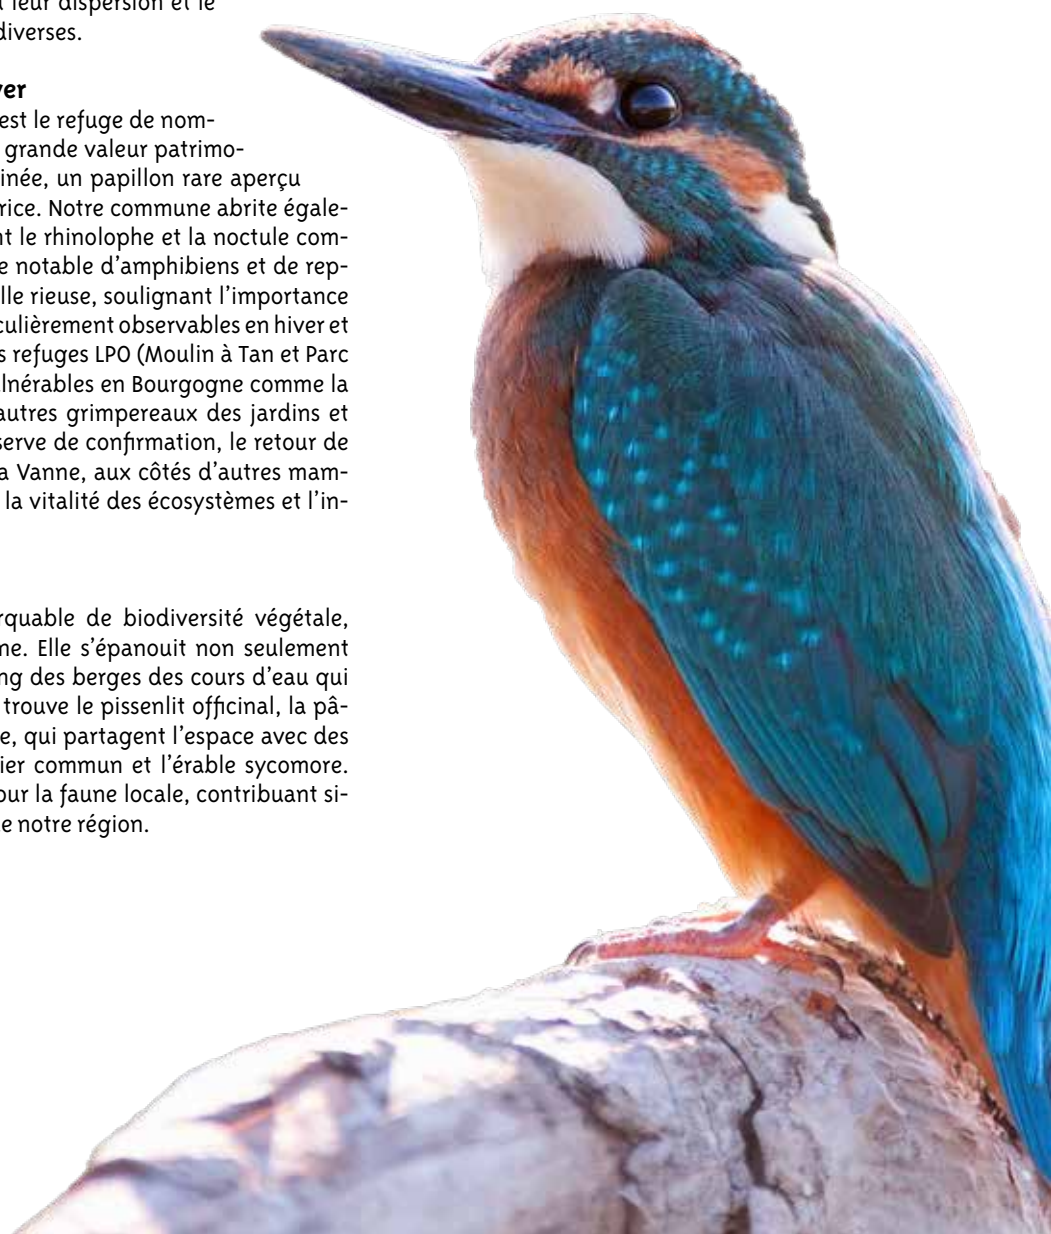 leur dispersion et le
diverses.
ver
est le refuge de nom-
grande valeur patrimo-
inée, un papillon rare aperçu
rice. Notre commune abrite égale-
nt le rhinolophe et la noctule com-
e notable d'amphibiens et de rep-
lle rieuse, soulignant l'importance
culièrement observables en hiver et
s refuges LPO (Moulin à Tan et Parc
lnérables en Bourgogne comme la
autres grimpereaux des jardins et
serve de confirmation, le retour de
a Vanne, aux côtés d'autres mam-
la vitalité des écosystèmes et l'in-
rquable de biodiversité végétale,
me. Elle s'épanouit non seulement
ng des berges des cours d'eau qui
trouve le pissenlit officinal, la pâ-
e, qui partagent l'espace avec des
ier commun et l'érable sycomore.
our la faune locale, contribuant si-
e notre région.